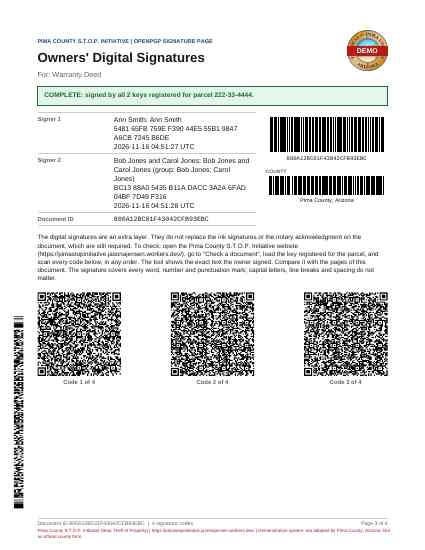 PIMA COUNTY S.T.O.P. INITIATIVE | OPENPGP SIGNATURE PAGE
Owners' Digital Signatures
For: Warranty Deed
DEMO
ARIZONA
COMPLETE: signed by all 2 keys registered for parcel 222-33-4444.
Signer 1
Ann Smith: Ann Smith
5481 65FB 759E F390 44E5 55B1 9847
A6CB 7245 B6DE
2026-11-16 04:51:27 UTC
Signer 2
Bob Jones and Carol Jones: Bob Jones and
Carol Jones (group: Bob Jones; Carol
Jones)
BC13 88A0 5435 B11A DACC 3A2A 6FAD
04BF 7D49 F316
2026-11-16 04:51:28 UTC
Document ID
COUNTY
Pima County, Arizona
The digital signatures are an extra layer. They do not replace the ink signatures or the notary acknowledgment on the
document, which are still required. To check: open the Pima County S.T.O.P. Initiative website
(https://pimastopinitiative.jasonajensen.workers.dev/), go to "Check a document", load the key registered for the parcel, and
scan every code below, in any order. The tool shows the exact text the owner signed. Compare it with the pages of this
document. The signature covers every word, number and punctuation mark; capital letters, line breaks and spacing do not
matter.
Code 1 of 4
Code 2 of 4
Code 3 of 4
Page 3 of 4